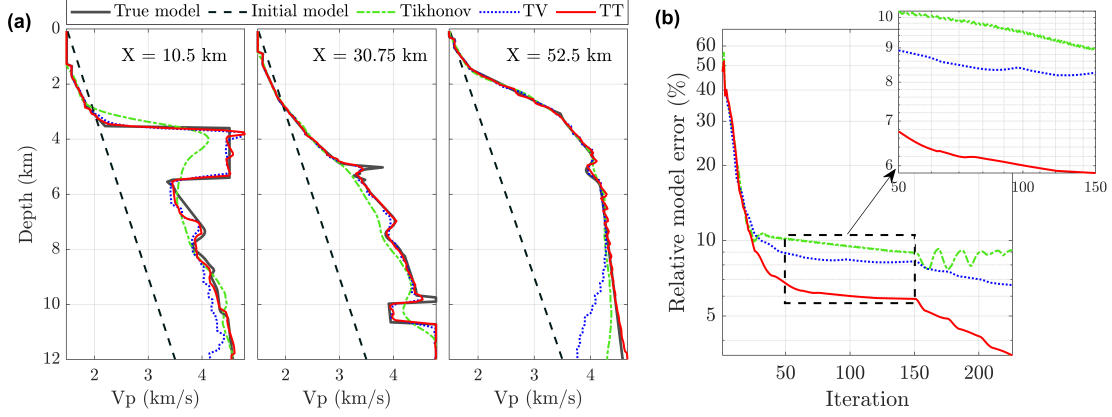 (a)
True model Initial model Tikhonov TV TT
X = 10.5 km X = 30.75 km X = 52.5 km
0
2
4
6
8
10
12
Depth (km)
2 3 4 2 3 4 2 3 4
Vp (km/s) Vp (km/s) Vp (km/s)
(b)
60
50
40
30
20
10
5
Relative model error (%)
50 100 150 200
Iteration
10
9
8
7
6
50 100 150